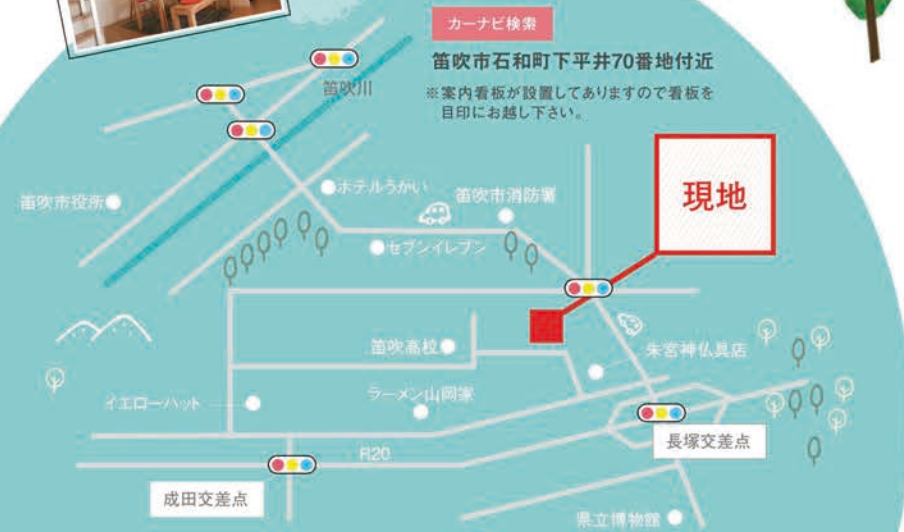 カーナビ検索
笛吹市石和町下平井70番地付近
※案内看板が設置してありますので看板を
目印にお越し下さい。
笛吹川
現地
笛吹市役所
ホテルうかい
笛吹市消防署
セブンイレブン
笛吹高校
朱宮神仏具店
イエローハット
ラーメン山岡家
長塚交差点
R20
成田交差点
県立博物館